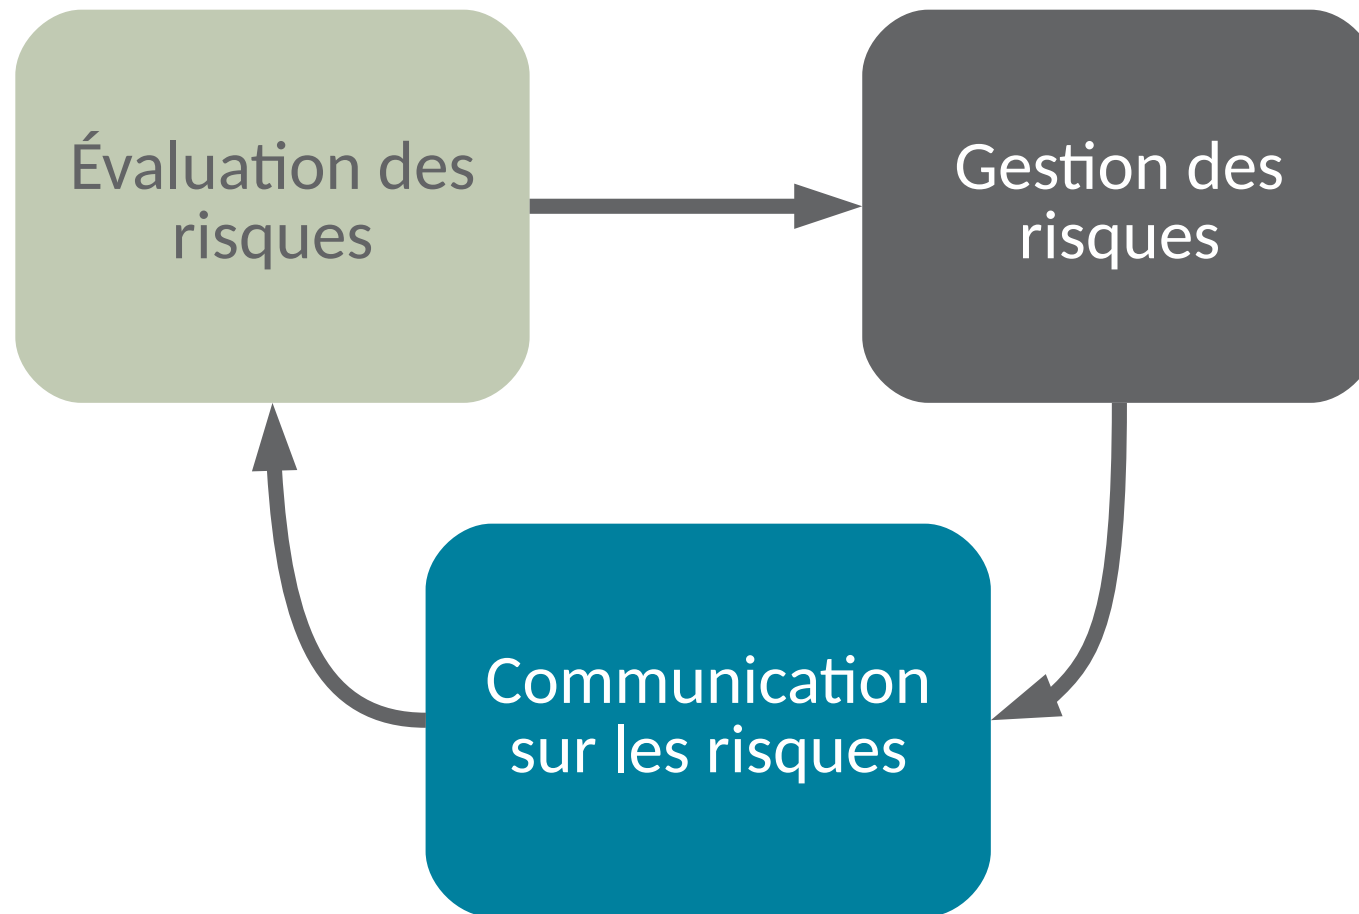 Évaluation des
risques
Gestion des
risques
Communication
sur les risques